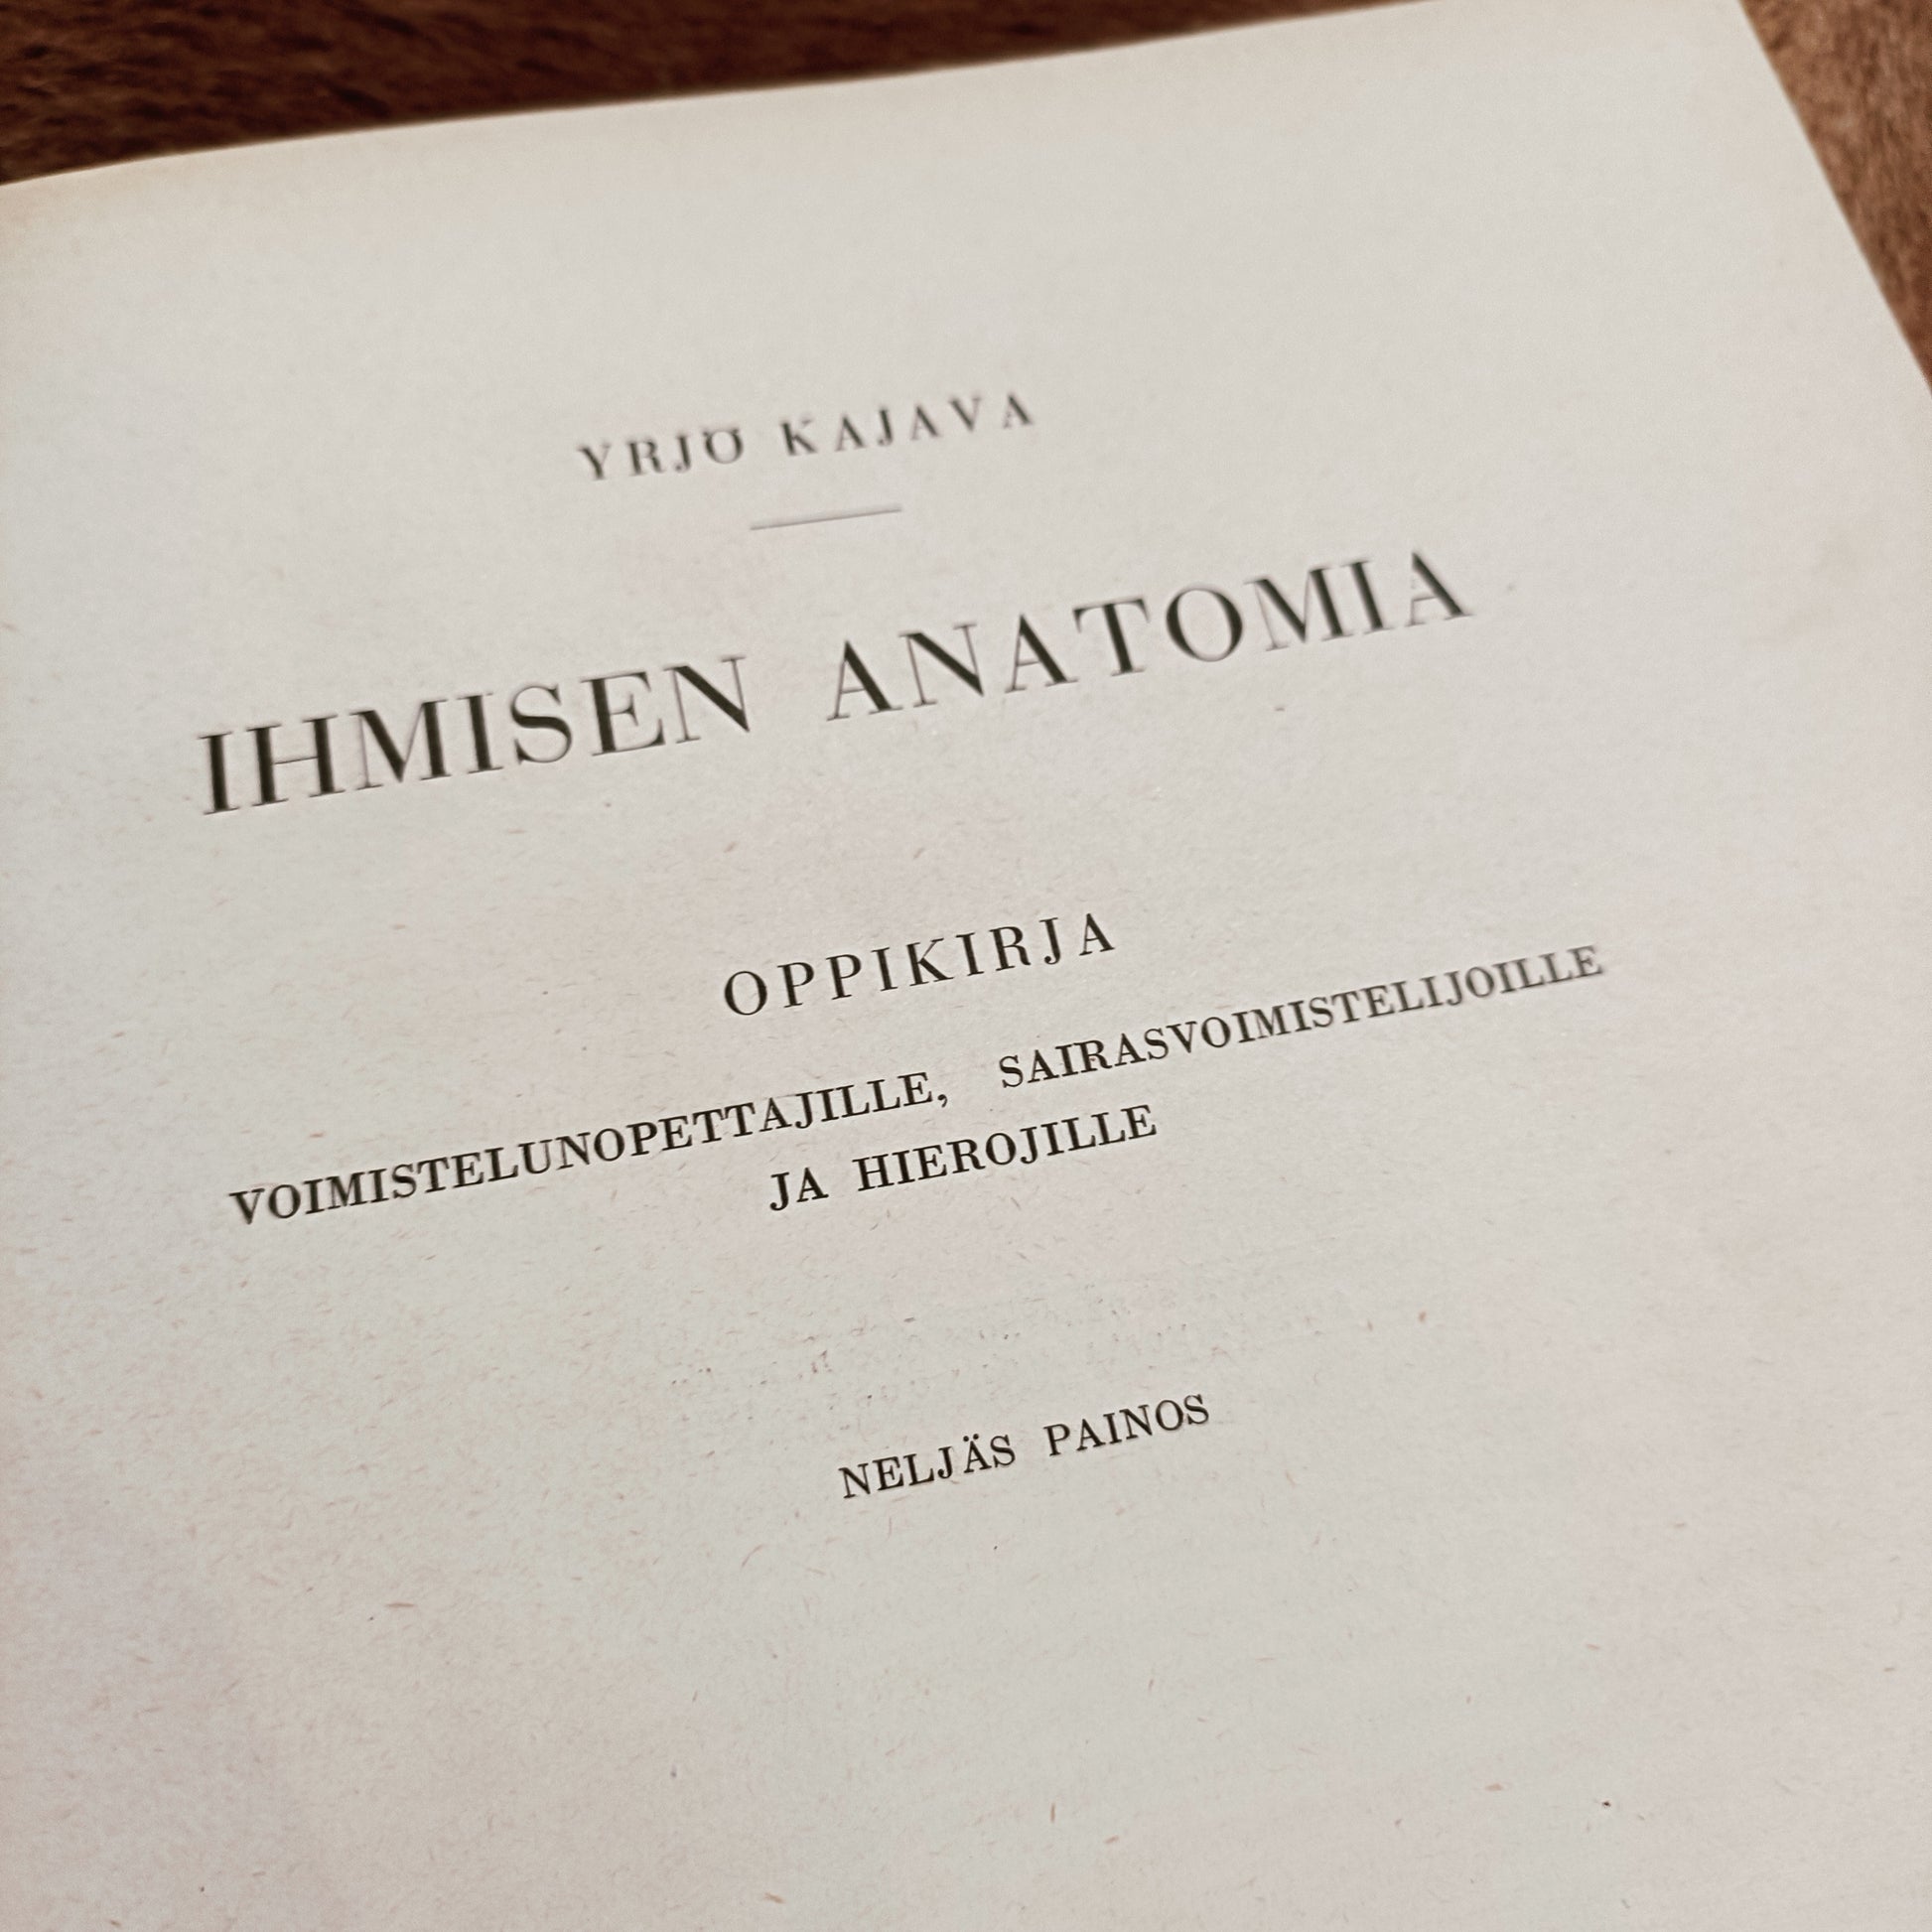 YRJÖ KAJAVA
IHMISEN ANATOMIA
OPPIKIRJA
VOIMISTELUNOPETTAJILLE, SAIRASVOIMISTELIJOILLE
JA HIEROJILLE
NELJÄS PAINOS